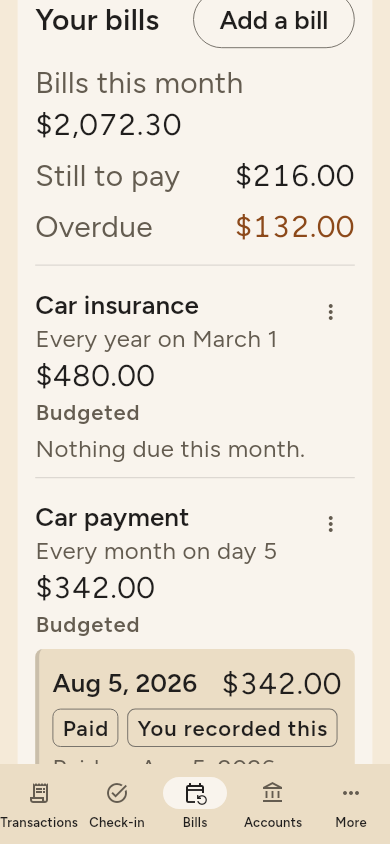 Your bills
Add a bill
Bills this month
$2,072.30
Still to pay $216.00
Overdue $132.00
Car insurance
Every year on March 1
$480.00
Budgeted
Nothing due this month.
Car payment
Every month on day 5
$342.00
Budgeted
Aug 5, 2026 $342.00
Paid You recorded this
Transactions Check-in Bills Accounts More